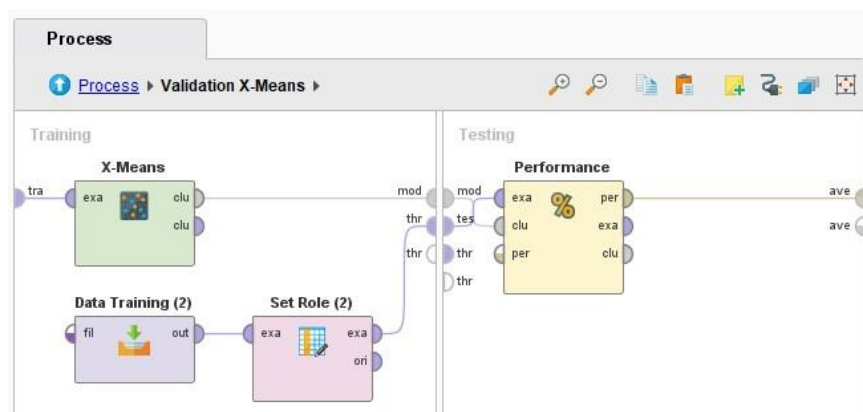 Process
Process ▸ Validation X-Means ▸
Training
Testing
X-Means
Performance
tra
exa
clu
mod
mod
exa
per
ave
clu
thr
tes
clu
exa
ave
thr
thr
per
clu
thr
Data Training (2)
Set Role (2)
fil
out
exa
exa
ori